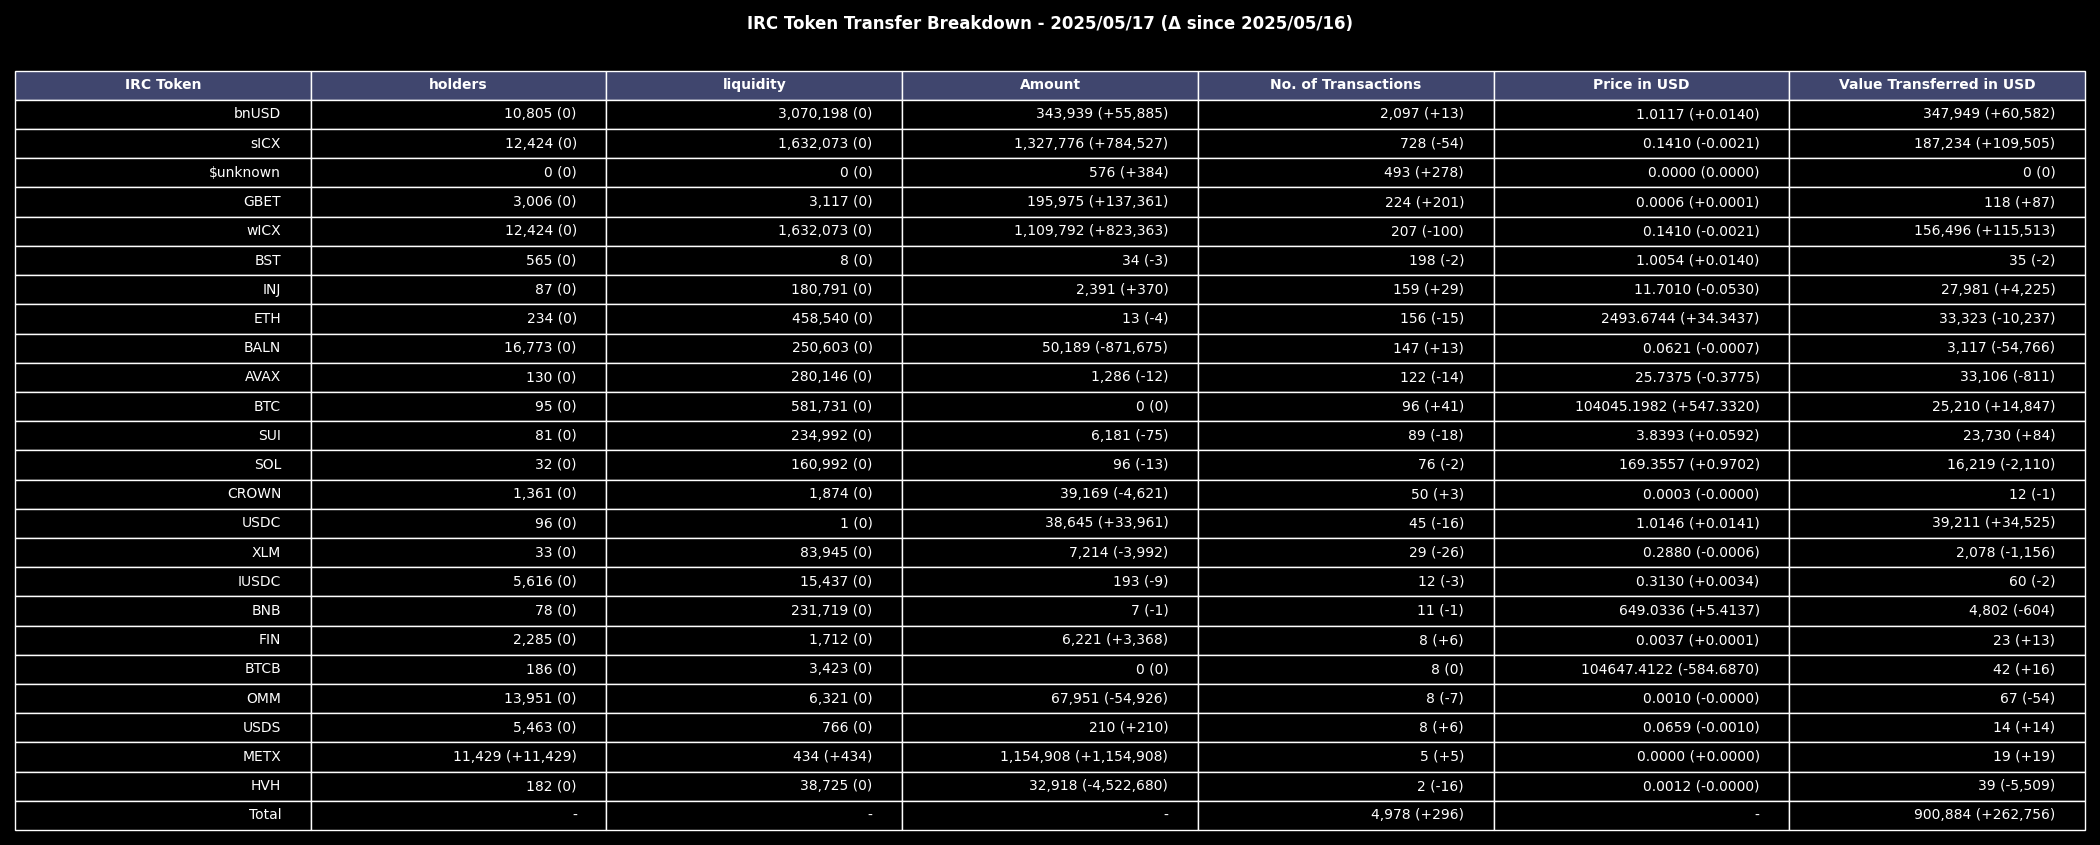 IRC Token Transfer Breakdown - 2025/05/17 (Δ since 2025/05/16)
IRC Token holders liquidity Amount No. of Transactions Price in USD Value Transferred in USD
bnUSD 10,805 (0) 3,070,198 (0) 343,939 (+55,885) 2,097 (+13) 1.0117 (+0.0140) 347,949 (+60,582)
sICX 12,424 (0) 1,632,073 (0) 1,327,776 (+784,527) 728 (-54) 0.1410 (-0.0021) 187,234 (+109,505)
$unknown 0 (0) 0 (0) 576 (+384) 493 (+278) 0.0000 (0.0000) 0 (0)
GBET 3,006 (0) 3,117 (0) 195,975 (+137,361) 224 (+201) 0.0006 (+0.0001) 118 (+87)
wICX 12,424 (0) 1,632,073 (0) 1,109,792 (+823,363) 207 (-100) 0.1410 (-0.0021) 156,496 (+115,513)
BST 565 (0) 8 (0) 34 (-3) 198 (-2) 1.0054 (+0.0140) 35 (-2)
INJ 87 (0) 180,791 (0) 2,391 (+370) 159 (+29) 11.7010 (-0.0530) 27,981 (+4,225)
ETH 234 (0) 458,540 (0) 13 (-4) 156 (-15) 2493.6744 (+34.3437) 33,323 (-10,237)
BALN 16,773 (0) 250,603 (0) 50,189 (-871,675) 147 (+13) 0.0621 (-0.0007) 3,117 (-54,766)
AVAX 130 (0) 280,146 (0) 1,286 (-12) 122 (-14) 25.7375 (-0.3775) 33,106 (-811)
BTC 95 (0) 581,731 (0) 0 (0) 96 (+41) 104045.1982 (+547.3320) 25,210 (+14,847)
SUI 81 (0) 234,992 (0) 6,181 (-75) 89 (-18) 3.8393 (+0.0592) 23,730 (+84)
SOL 32 (0) 160,992 (0) 96 (-13) 76 (-2) 169.3557 (+0.9702) 16,219 (-2,110)
CROWN 1,361 (0) 1,874 (0) 39,169 (-4,621) 50 (+3) 0.0003 (-0.0000) 12 (-1)
USDC 96 (0) 1 (0) 38,645 (+33,961) 45 (-16) 1.0146 (+0.0141) 39,211 (+34,525)
XLM 33 (0) 83,945 (0) 7,214 (-3,992) 29 (-26) 0.2880 (-0.0006) 2,078 (-1,156)
IUSDC 5,616 (0) 15,437 (0) 193 (-9) 12 (-3) 0.3130 (+0.0034) 60 (-2)
BNB 78 (0) 231,719 (0) 7 (-1) 11 (-1) 649.0336 (+5.4137) 4,802 (-604)
FIN 2,285 (0) 1,712 (0) 6,221 (+3,368) 8 (+6) 0.0037 (+0.0001) 23 (+13)
BTCB 186 (0) 3,423 (0) 0 (0) 8 (0) 104647.4122 (-584.6870) 42 (+16)
OMM 13,951 (0) 6,321 (0) 67,951 (-54,926) 8 (-7) 0.0010 (-0.0000) 67 (-54)
USDS 5,463 (0) 766 (0) 210 (+210) 8 (+6) 0.0659 (-0.0010) 14 (+14)
METX 11,429 (+11,429) 434 (+434) 1,154,908 (+1,154,908) 5 (+5) 0.0000 (+0.0000) 19 (+19)
HVH 182 (0) 38,725 (0) 32,918 (-4,522,680) 2 (-16) 0.0012 (-0.0000) 39 (-5,509)
Total - - - 4,978 (+296) - 900,884 (+262,756)